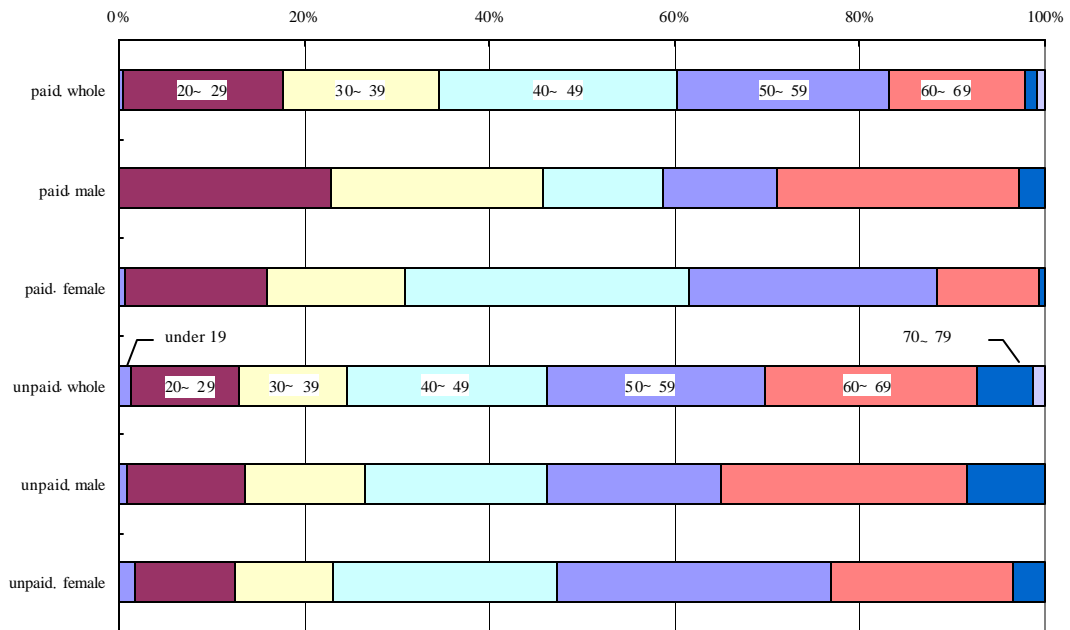 0% 20% 40% 60% 80% 100%
paid. whole 20~ 29 30~ 39 40~ 49 50~ 59 60~ 69
paid. male
paid. female
under 19 70~ 79
unpaid. whole 20~ 29 30~ 39 40~ 49 50~ 59 60~ 69
unpaid. male
unpaid. female